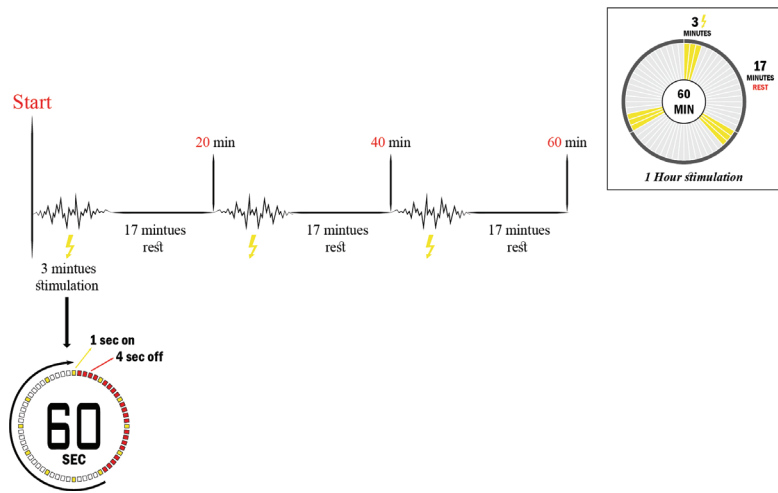 3
MINUTES
17
MINUTES
REST
60
MIN
1 Hour stimulation
Start
20 min
40 min
60 min
17 mintues
rest
17 mintues
rest
17 mintues
rest
3 mintues
stimulation
1 sec on
4 sec off
60
SEC